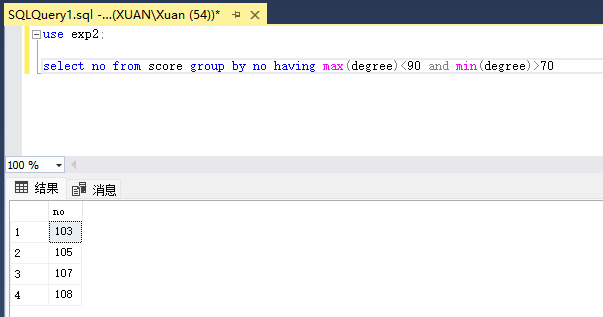 SQLQuery1.sql -...(XUAN\Xuan (54))*
use exp2;
select no from score group by no having max(degree)<90 and min(degree)>70
100 %
结果 消息
no
1 103
2 105
3 107
4 108